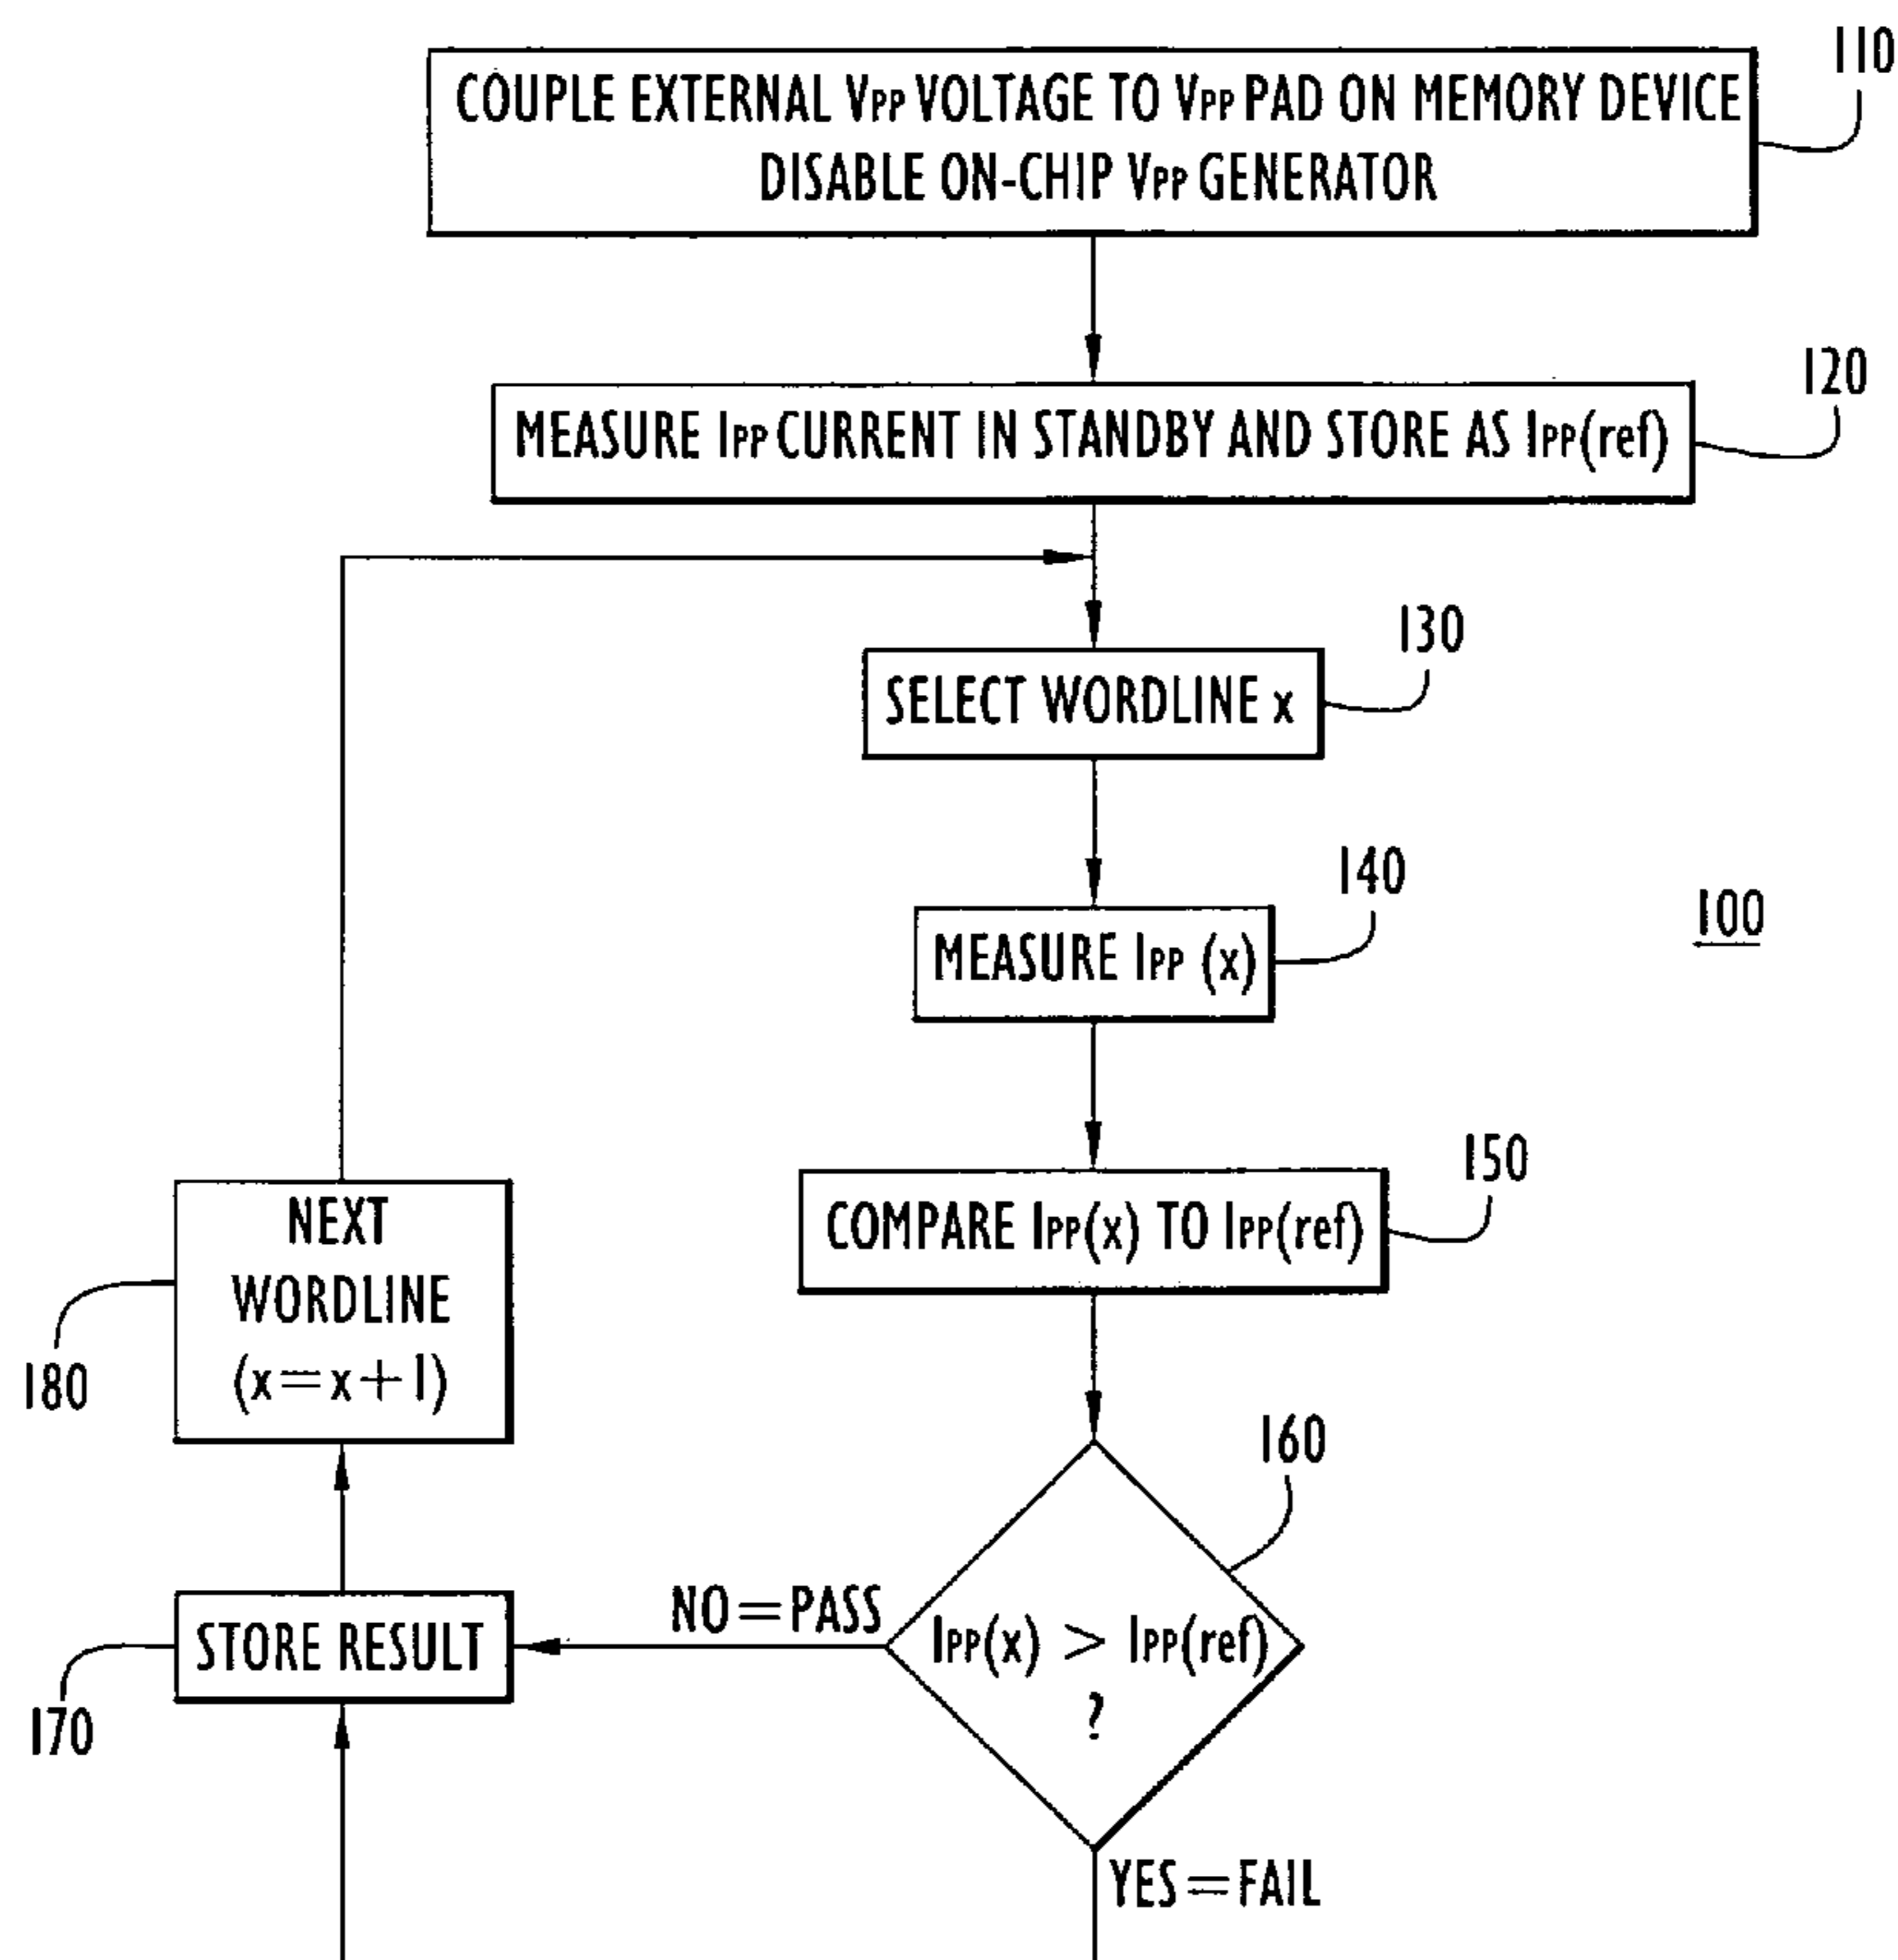 110
COUPLE EXTERNAL VPP VOLTAGE TO VPP PAD ON MEMORY DEVICE
DISABLE ON-CHIP VPP GENERATOR
120
MEASURE IPP CURRENT IN STANDBY AND STORE AS IPP(ref)
130
SELECT WORDLINE x
140
MEASURE IPP (x)
100
150
COMPARE IPP(x) TO IPP(ref)
NEXT
WORDLINE
(x=x+1)
180
160
NO=PASS
IPP(x) > IPP(ref)
?
STORE RESULT
170
YES=FAIL